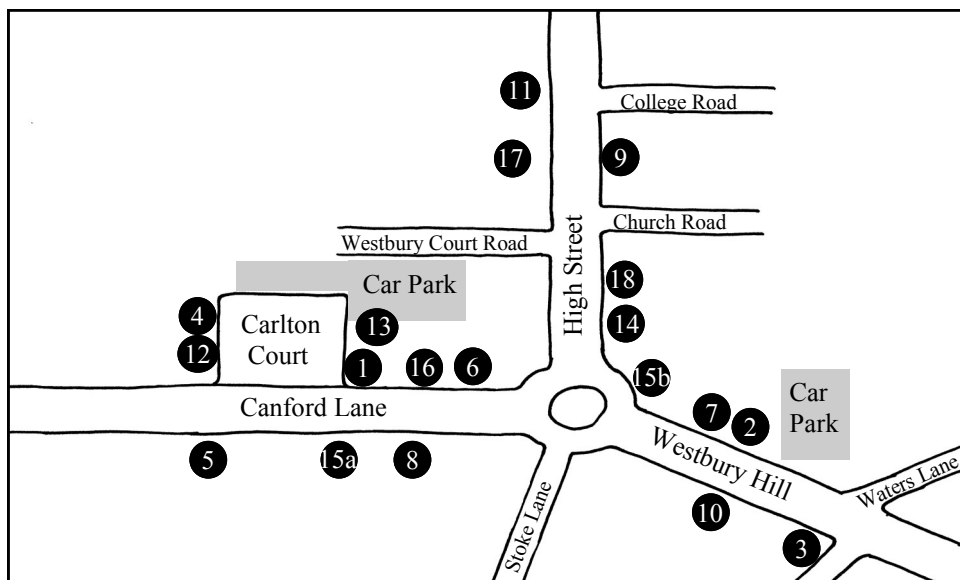 11
College Road
17
9
Church Road
Westbury Court Road
High Street
Car Park
18
4
13
14
Carlton
Court
12
1
16
6
15b
Car
Park
Canford Lane
7
2
Westbury Hill
5
15a
8
Waters Lane
Stoke Lane
10
3